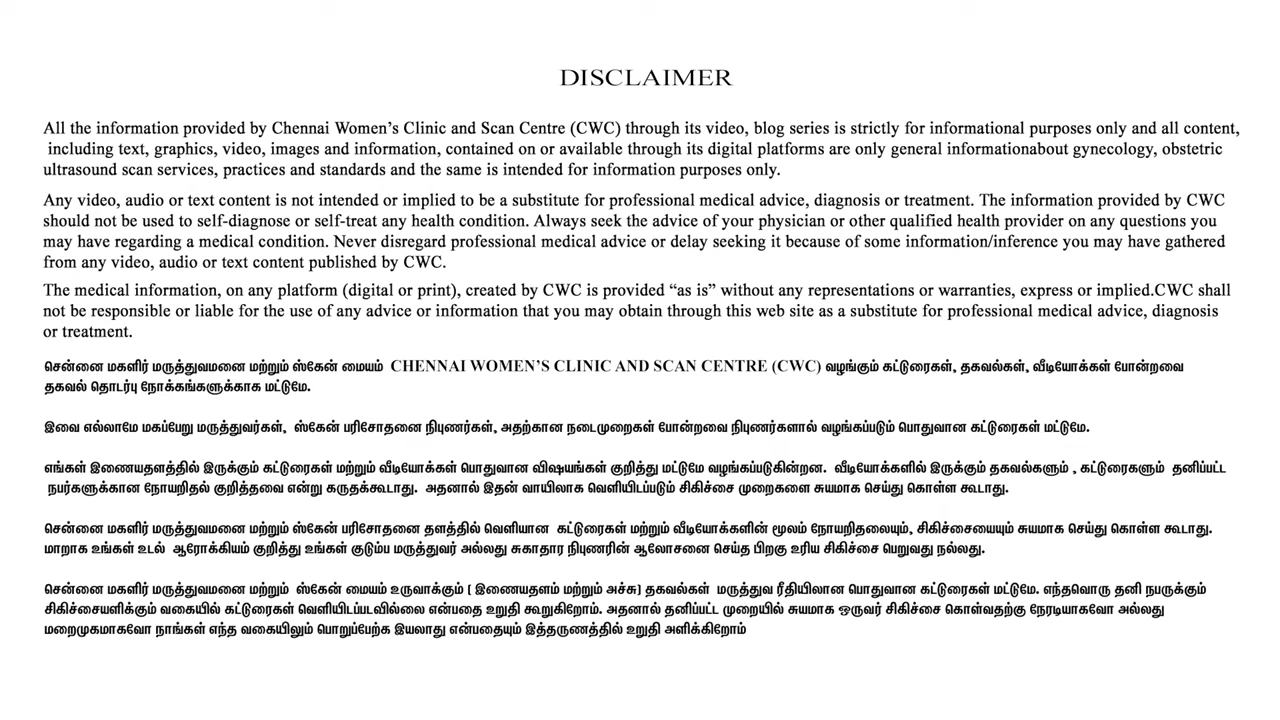 DISCLAIMER
All the information provided by Chennai Women’s Clinic and Scan Centre (CWC) through its video, blog series is strictly for informational purposes only and all content,
including text, graphics, video, images and information, contained on or available through its digital platforms are only general informationabout gynecology, obstetric
ultrasound scan services, practices and standards and the same is intended for information purposes only.
Any video, audio or text content is not intended or implied to be a substitute for professional medical advice, diagnosis or treatment. The information provided by CWC
should not be used to self-diagnose or self-treat any health condition. Always seek the advice of your physician or other qualified health provider on any questions you
may have regarding a medical condition. Never disregard professional medical advice or delay seeking it because of some information/inference you may have gathered
from any video, audio or text content published by CWC.
The medical information, on any platform (digital or print), created by CWC is provided “as is” without any representations or warranties, express or implied.CWC shall
not be responsible or liable for the use of any advice or information that you may obtain through this web site as a substitute for professional medical advice, diagnosis
or treatment.
சென்னை மகளிர் மருத்துவமனை மற்றும் ஸ்கேன் மையம் CHENNAI WOMEN’S CLINIC AND SCAN CENTRE (CWC) வழங்கும் கட்டுரைகள், தகவல்கள், வீடியோக்கள் போன்றவை
தகவல் தொடர்பு நோக்கங்களுக்காக மட்டுமே.
இவை எல்லாமே மகப்பேறு மருத்துவர்கள், ஸ்கேன் பரிசோதனை நிபுணர்கள், அதற்கான நடைமுறைகள் போன்றவை நிபுணர்களால் வழங்கப்படும் பொதுவான கட்டுரைகள் மட்டுமே.
எங்கள் இணையதளத்தில் இருக்கும் கட்டுரைகள் மற்றும் வீடியோக்கள் பொதுவான விஷயங்கள் குறித்து மட்டுமே வழங்கப்படுகின்றன. வீடியோக்களில் இருக்கும் தகவல்களும் , கட்டுரைகளும் தனிப்பட்ட
நபர்களுக்கான நோயறிதல் குறித்தவை என்று கருதக்கூடாது. அதனால் இதன் வாயிலாக வெளியிடப்படும் சிகிச்சை முறைகளை சுயமாக செய்து கொள்ள கூடாது.
சென்னை மகளிர் மருத்துவமனை மற்றும் ஸ்கேன் பரிசோதனை தளத்தில் வெளியான கட்டுரைகள் மற்றும் வீடியோக்களின் மூலம் நோயறிதலையும், சிகிச்சையையும் சுயமாக செய்து கொள்ள கூடாது.
மாறாக உங்கள் உடல் ஆரோக்கியம் குறித்து உங்கள் குடும்ப மருத்துவர் அல்லது சுகாதார நிபுணரின் ஆலோசனை செய்த பிறகு உரிய சிகிச்சை பெறுவது நல்லது.
சென்னை மகளிர் மருத்துவமனை மற்றும் ஸ்கேன் மையம் உருவாக்கும் [ இணையதளம் மற்றும் அச்சு] தகவல்கள் மருத்துவ ரீதியிலான பொதுவான கட்டுரைகள் மட்டுமே. எந்தவொரு தனி நபருக்கும்
சிகிச்சையளிக்கும் வகையில் கட்டுரைகள் வெளியிடப்படவில்லை என்பதை உறுதி கூறுகிறோம். அதனால் தனிப்பட்ட முறையில் சுயமாக ஒருவர் சிகிச்சை கொள்வதற்கு நேரடியாகவோ அல்லது
மறைமுகமாகவோ நாங்கள் எந்த வகையிலும் பொறுப்பேற்க இயலாது என்பதையும் இத்தருணத்தில் உறுதி அளிக்கிறோம்